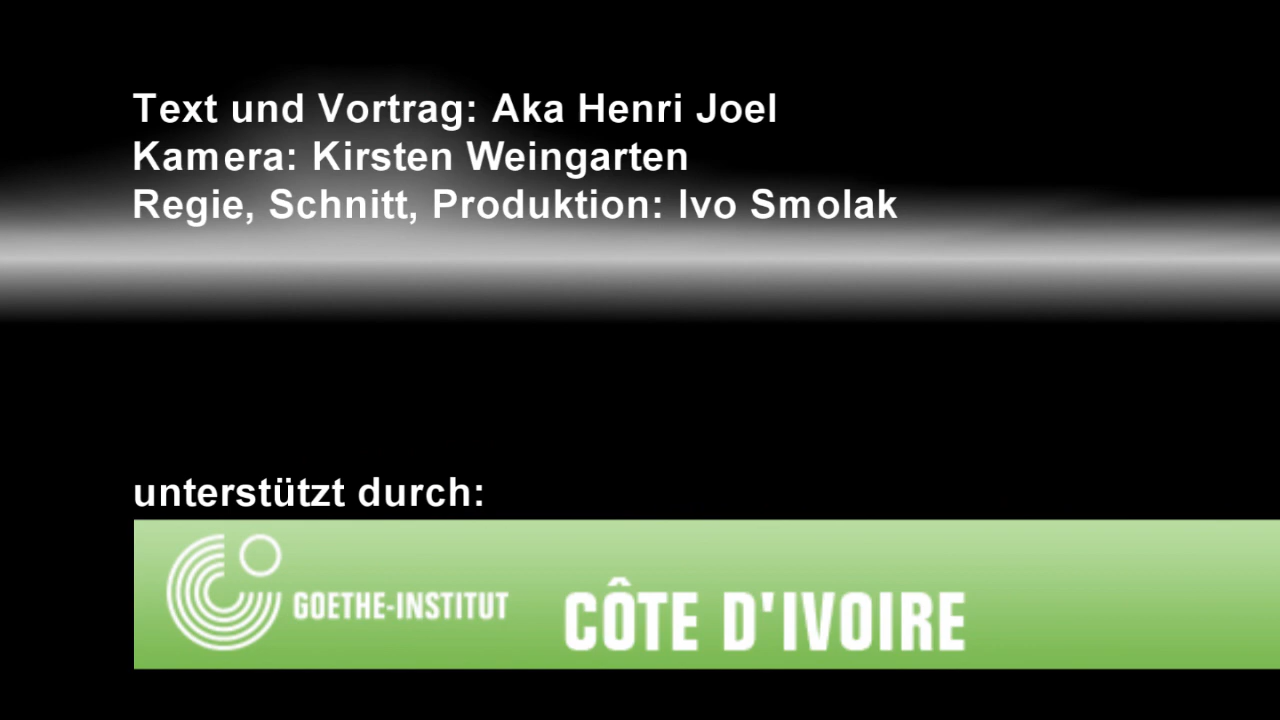 Text und Vortrag: Aka Henri Joel
Kamera: Kirsten Weingarten
Regie, Schnitt, Produktion: Ivo Smolak
unterstützt durch:
GOETHE-INSTITUT
CÔTE D'IVOIRE